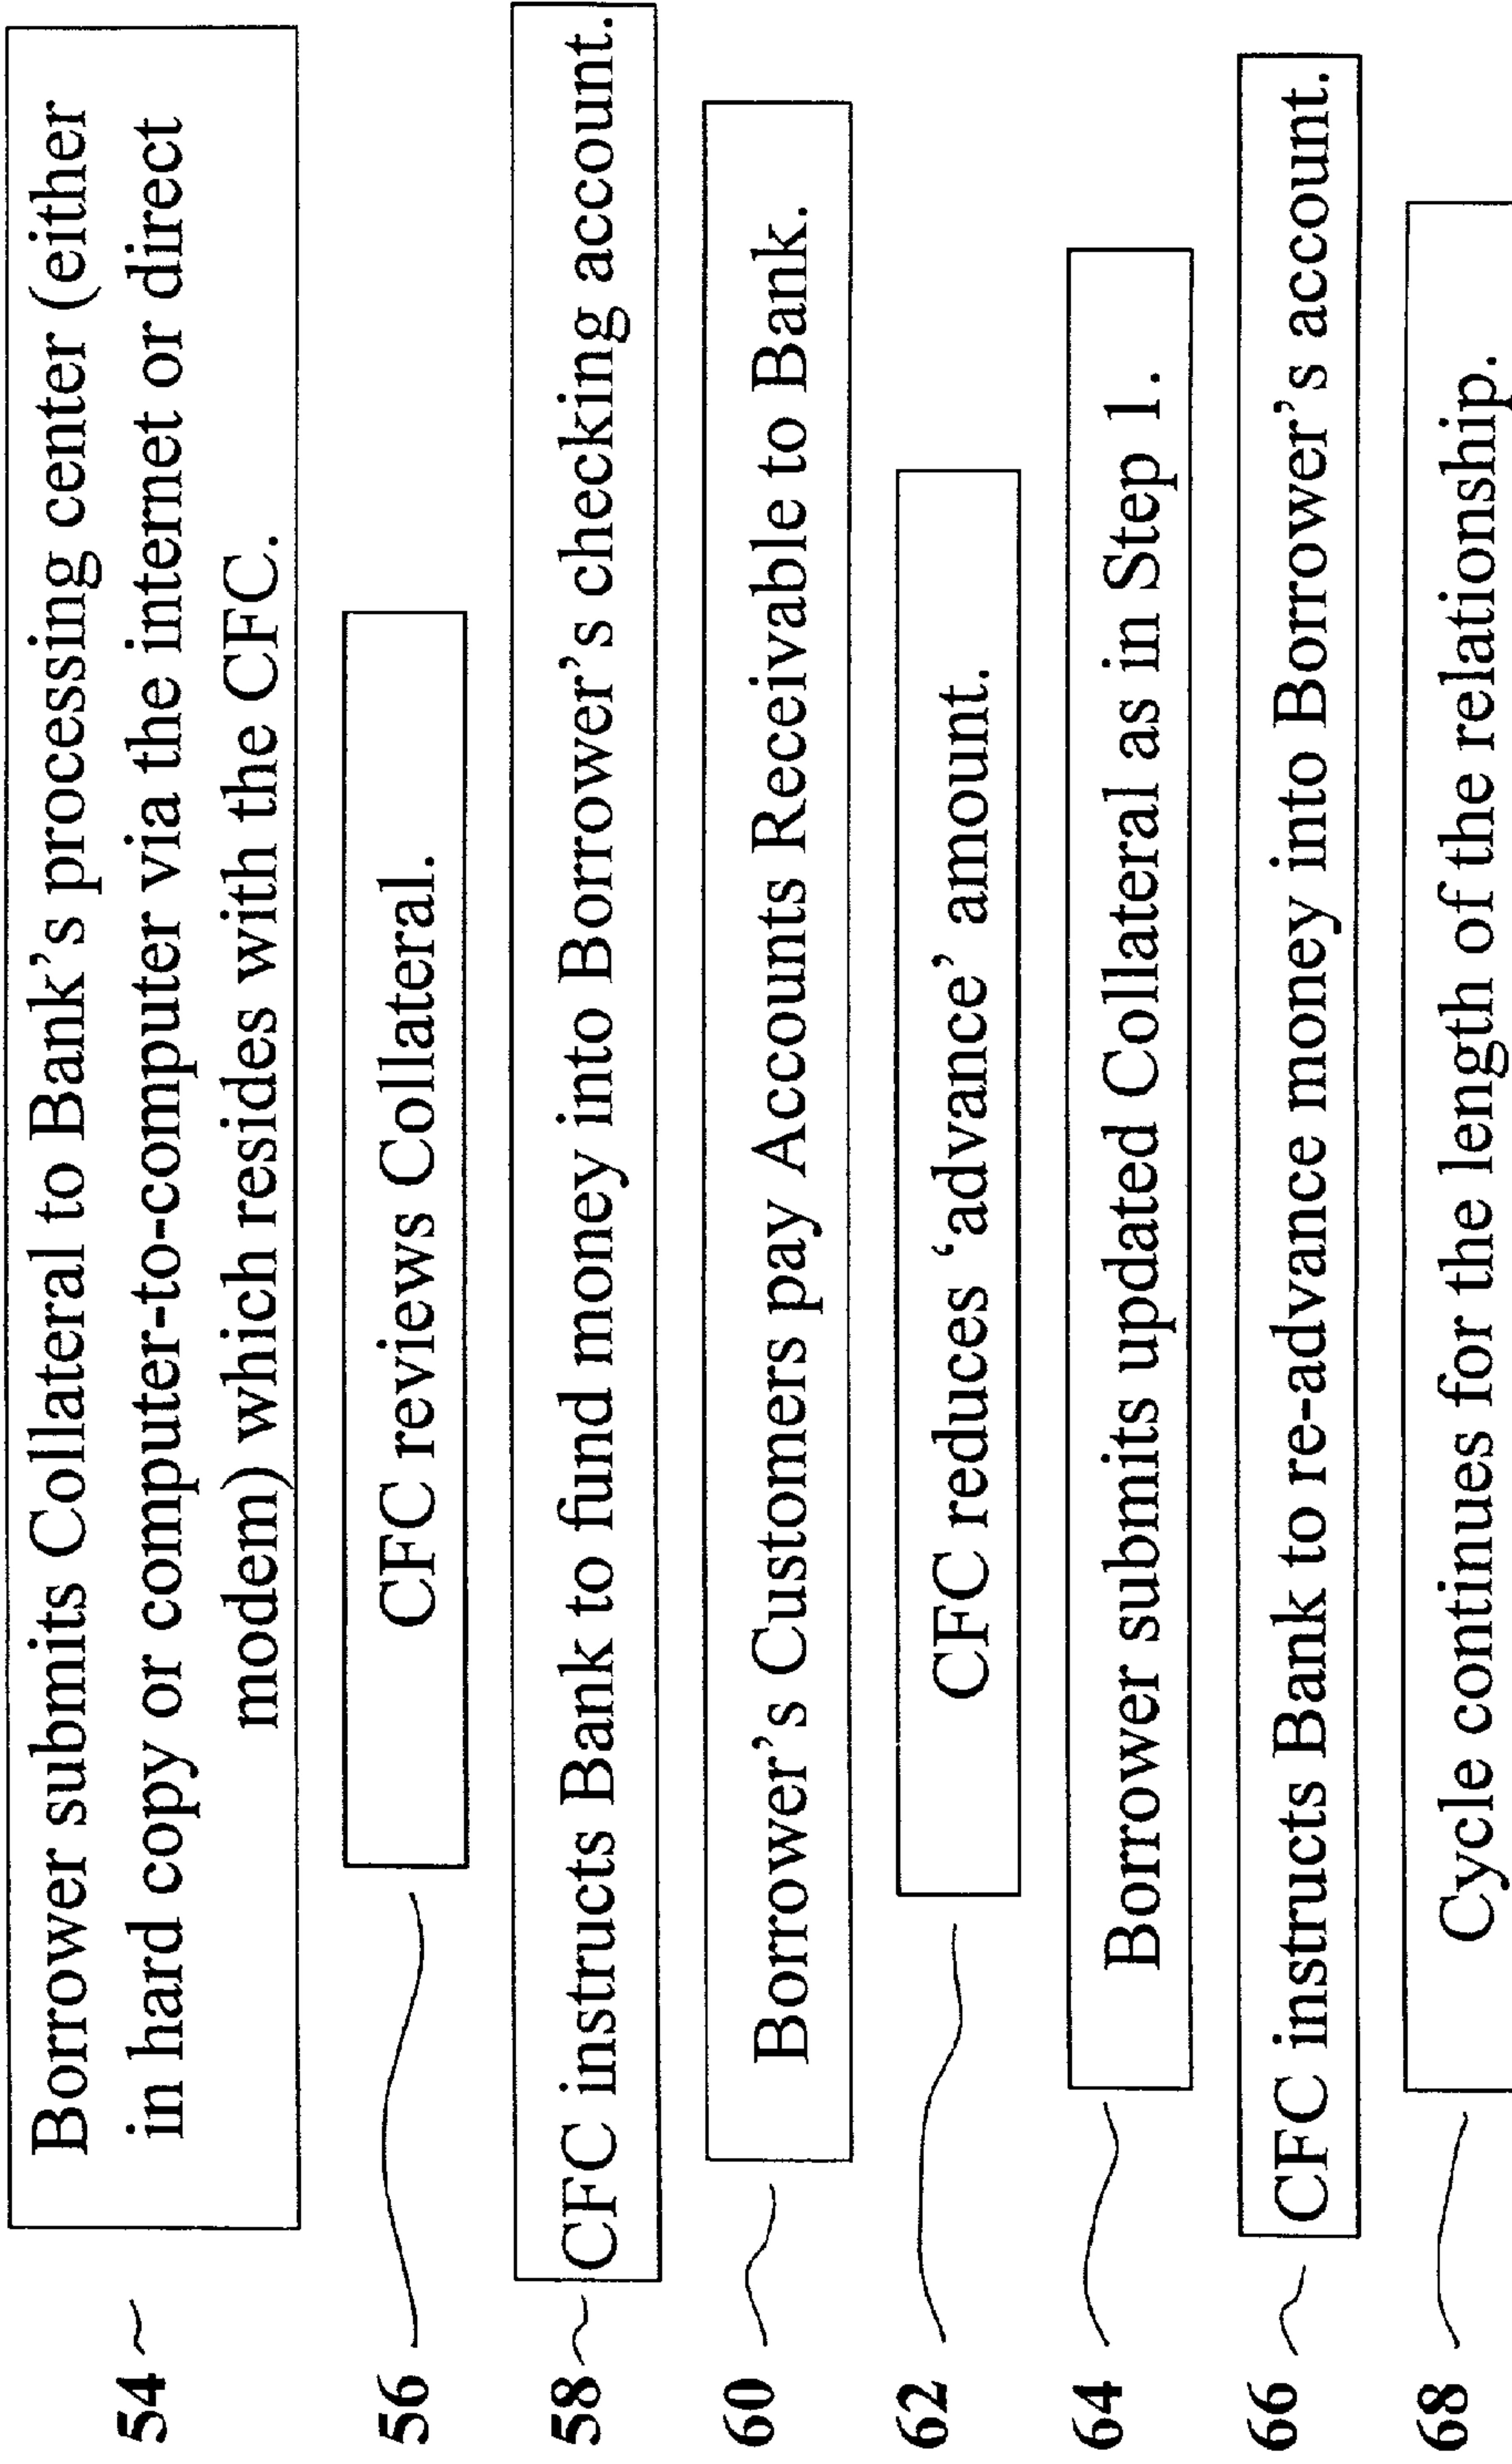 54 Borrower submits Collateral to Bank's processing center (either
in hard copy or computer-to-computer via the internet or direct
modem) which resides with the CFC.
56 CFC reviews Collateral.
58 CFC instructs Bank to fund money into Borrower's checking account.
60 Borrower's Customers pay Accounts Receivable to Bank.
62 CFC reduces ‘advance’ amount.
64 Borrower submits updated Collateral as in Step 1.
66 CFC instructs Bank to re-advance money into Borrower's account.
68 Cycle continues for the length of the relationship.